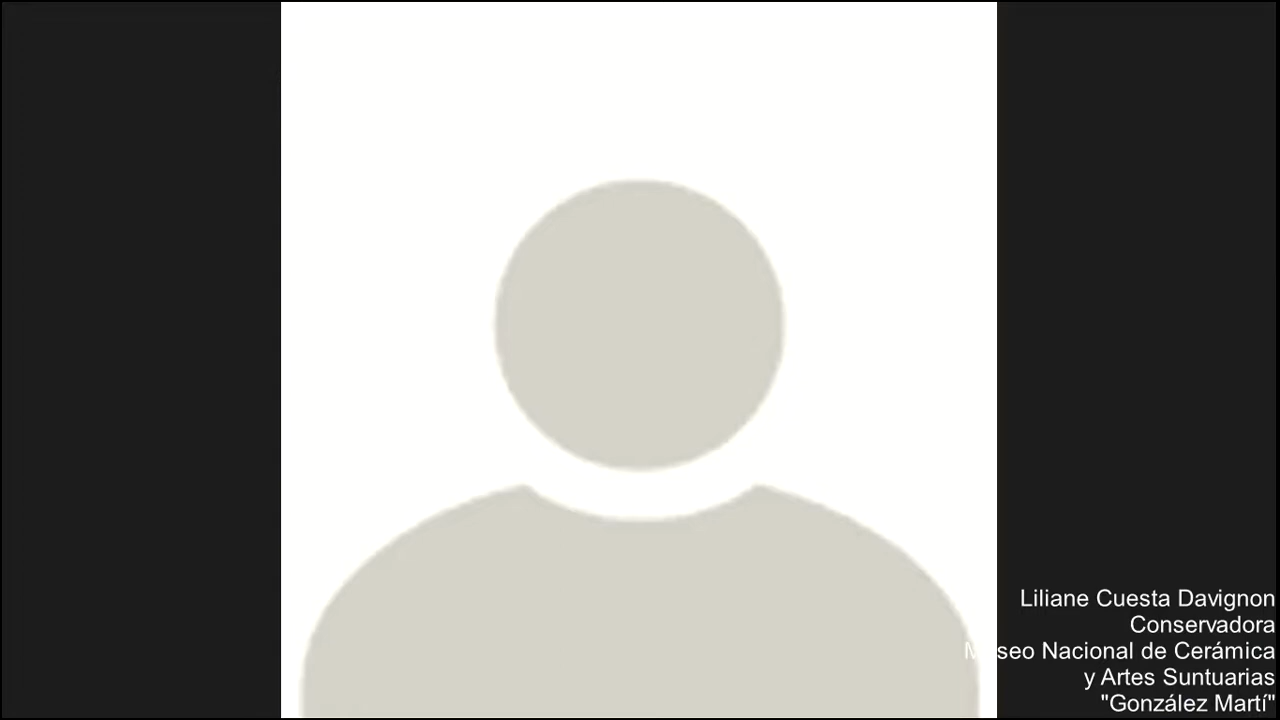 Liliane Cuesta Davignon
Conservadora
Museo Nacional de Cerámica
y Artes Suntuarias
"González Martí"